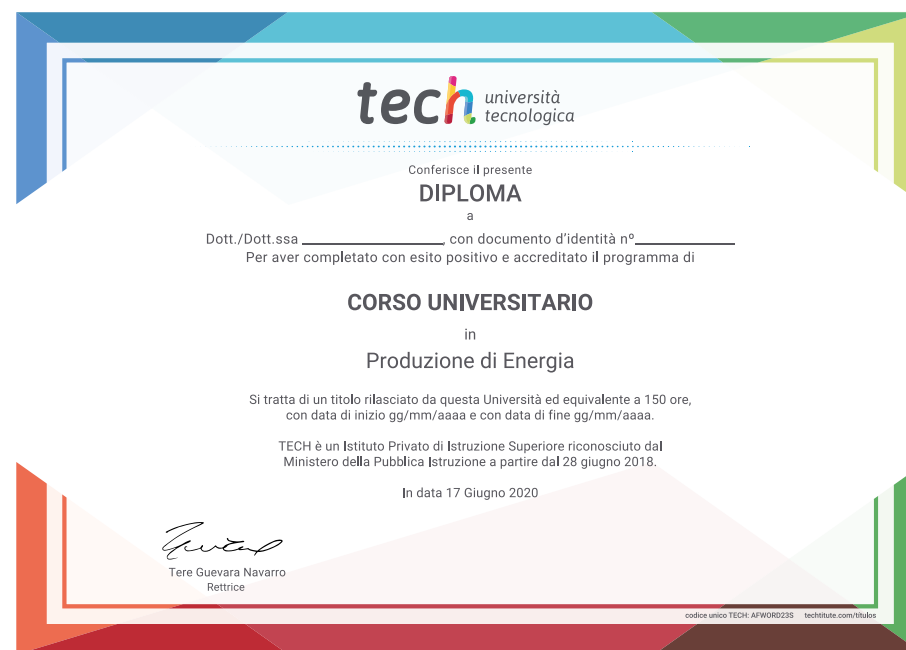 tech università
tecnologica
Conferisce il presente
DIPLOMA
a
Dott./Dott.ssa ____________________, con documento d'identità nº______________
Per aver completato con esito positivo e accreditato il programma di
CORSO UNIVERSITARIO
in
Produzione di Energia
Si tratta di un titolo rilasciato da questa Università ed equivalente a 150 ore,
con data di inizio gg/mm/aaaa e con data di fine gg/mm/aaaa.
TECH è un Istituto Privato di Istruzione Superiore riconosciuto dal
Ministero della Pubblica Istruzione a partire dal 28 giugno 2018.
In data 17 Giugno 2020
Tere Guevara Navarro
Rettrice
codice unico TECH: AFWORD23S techtitute.com/títulos